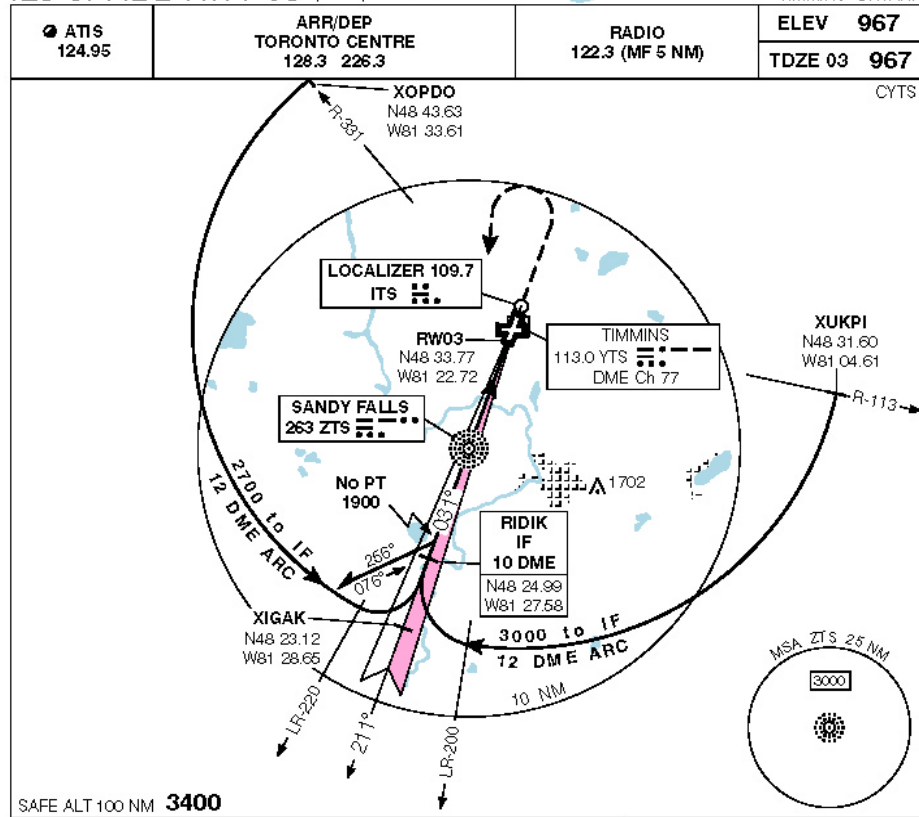 ATIS
124.95
ARR/DEP
TORONTO CENTRE
128.3 226.3
RADIO
122.3 (MF 5 NM)
ELEV 967
TDZE 03 967
CYTS
XOPDO
N48 43.63
W81 33.61
R-331
LOCALIZER 109.7
ITS
RW03
N48 33.77
W81 22.72
TIMMINS
113.0 YTS
DME Ch 77
XUKPI
N48 31.60
W81 04.61
R-113
SANDY FALLS
263 ZTS
1702
No PT
1900
031°
2700 to IF
12 DME ARC
256°
076°
RIDIK
IF
10 DME
N48 24.99
W81 27.58
XIGAK
N48 23.12
W81 28.65
3000 to IF
12 DME ARC
10 NM
LR-220
211°
LR-200
MSA ZTS 25 NM
3000
SAFE ALT 100 NM 3400